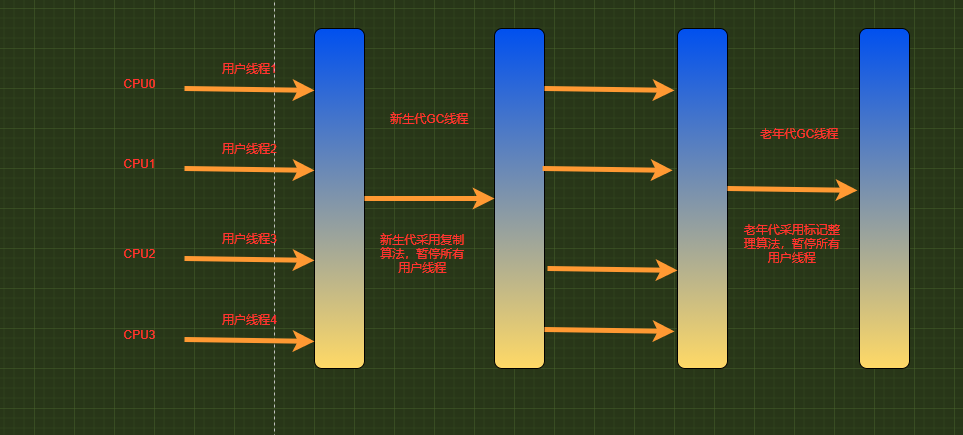 CPU0
用户线程1
CPU1
用户线程2
CPU2
用户线程3
CPU3
用户线程4
新生代GC线程
新生代采用复制
算法，暂停所有
用户线程
老年代GC线程
老年代采用标记整
理算法，暂停所有
用户线程